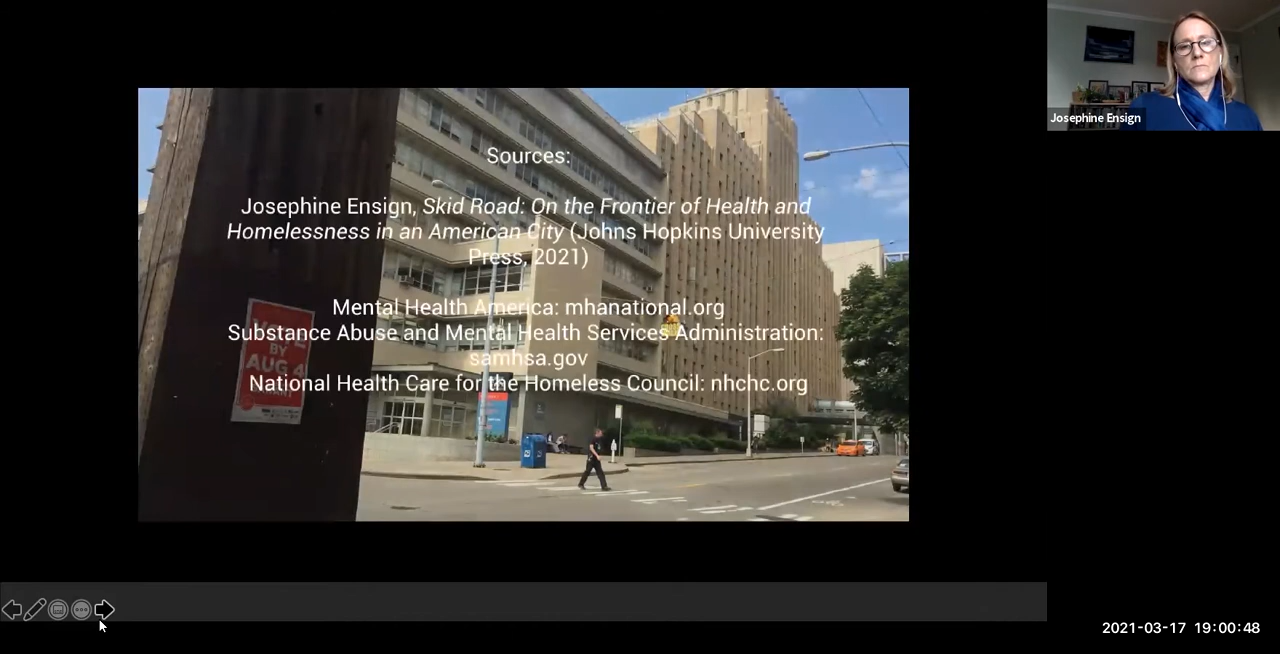 Sources:
Josephine Ensign, Skid Road: On the Frontier of Health and
Homelessness in an American City (Johns Hopkins University
Press, 2021)
Mental Health America: mhanational.org
Substance Abuse and Mental Health Services Administration:
samhsa.gov
National Health Care for the Homeless Council: nhchc.org
VOTE
BY
AUG 4
Josephine Ensign
2021-03-17 19:00:48